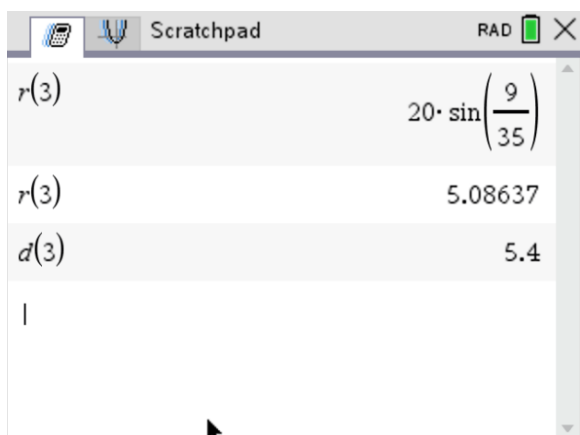 Scratchpad RAD
r(3)
20· sin(9/35)
r(3) 5.08637
d(3) 5.4